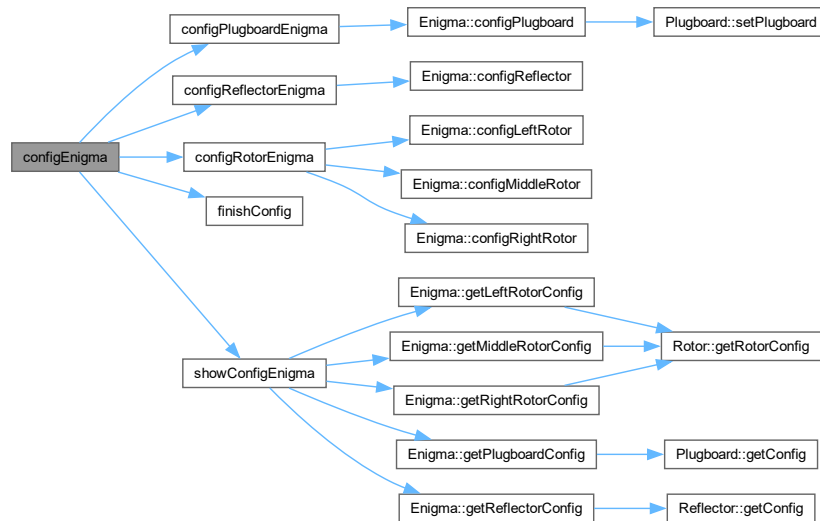 configEnigma
configPlugboardEnigma
configReflectorEnigma
configRotorEnigma
finishConfig
showConfigEnigma
Enigma::configPlugboard
Enigma::configReflector
Enigma::configLeftRotor
Enigma::configMiddleRotor
Enigma::configRightRotor
Enigma::getLeftRotorConfig
Enigma::getMiddleRotorConfig
Enigma::getRightRotorConfig
Enigma::getPlugboardConfig
Enigma::getReflectorConfig
Plugboard::setPlugboard
Rotor::getRotorConfig
Plugboard::getConfig
Reflector::getConfig